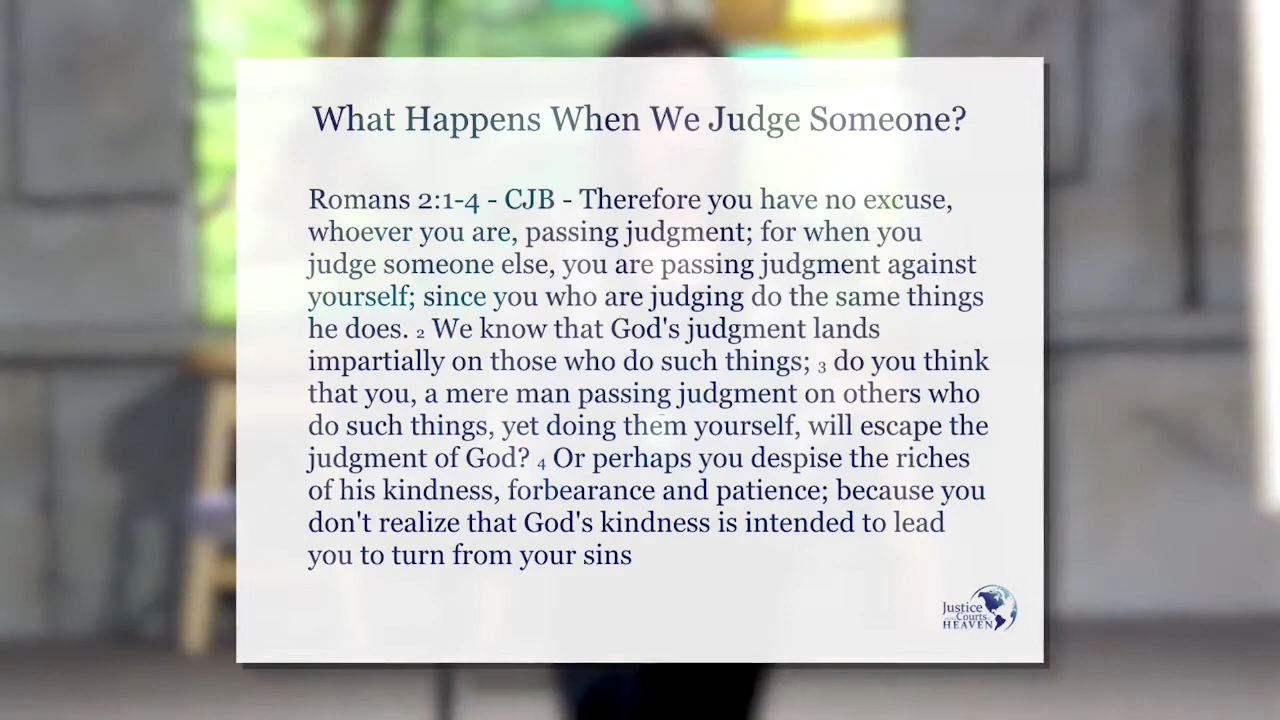 What Happens When We Judge Someone?
Romans 2:1-4 - CJB - Therefore you have no excuse,
whoever you are, passing judgment; for when you
judge someone else, you are passing judgment against
yourself; since you who are judging do the same things
he does. 2 We know that God's judgment lands
impartially on those who do such things; 3 do you think
that you, a mere man passing judgment on others who
do such things, yet doing them yourself, will escape the
judgment of God? 4 Or perhaps you despise the riches
of his kindness, forbearance and patience; because you
don't realize that God's kindness is intended to lead
you to turn from your sins
Justice
Courts
HEAVEN